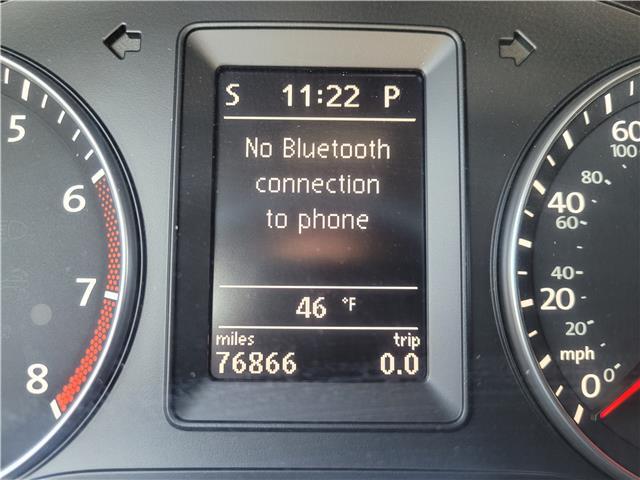 S 11:22 P
No Bluetooth
connection
to phone
46 °F
miles trip
76866 0.0
5
6
7
8
60
100
80
40
60
40
20
20
mph
0
0